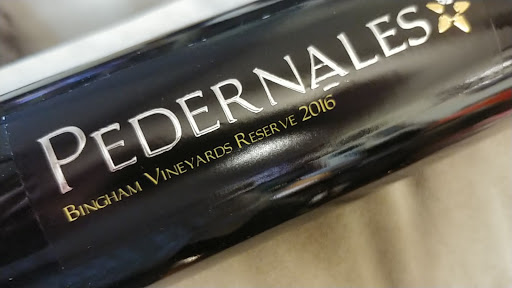 PEDERNALES
BINGHAM VINEYARDS RESERVE 2016